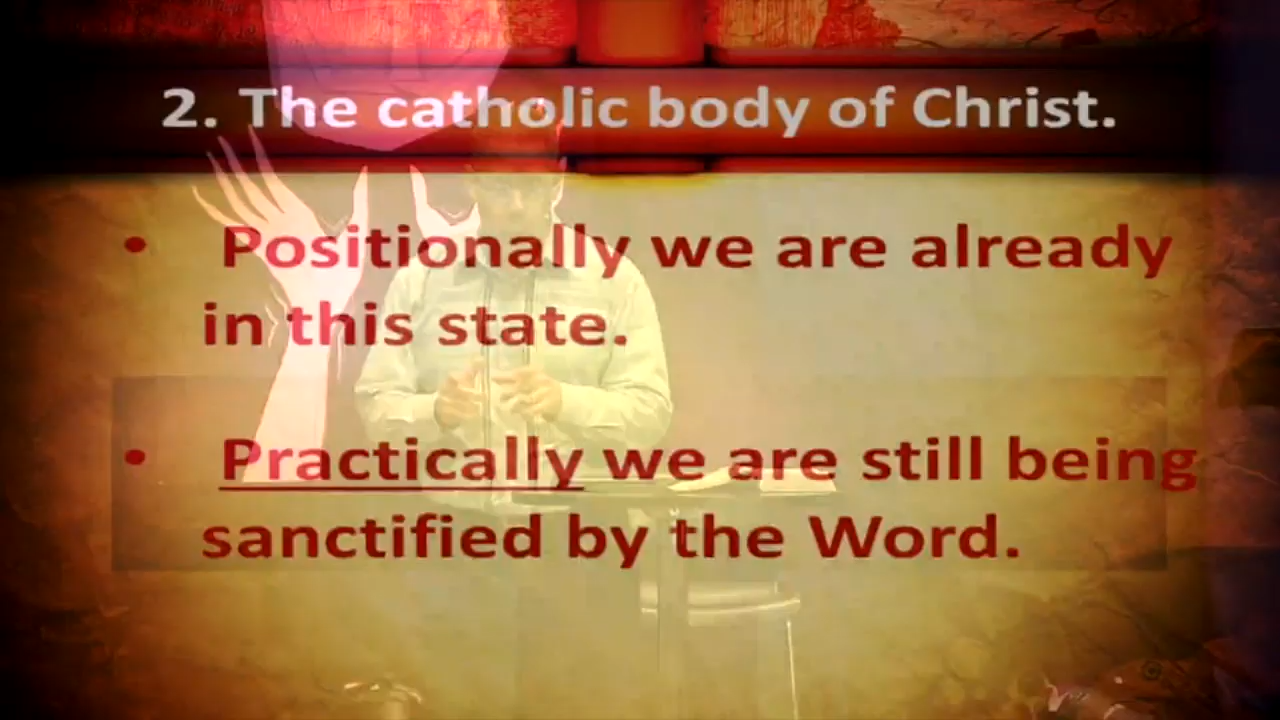 2. The catholic body of Christ.
• Positionally we are already
in this state.
• Practically we are still being
sanctified by the Word.